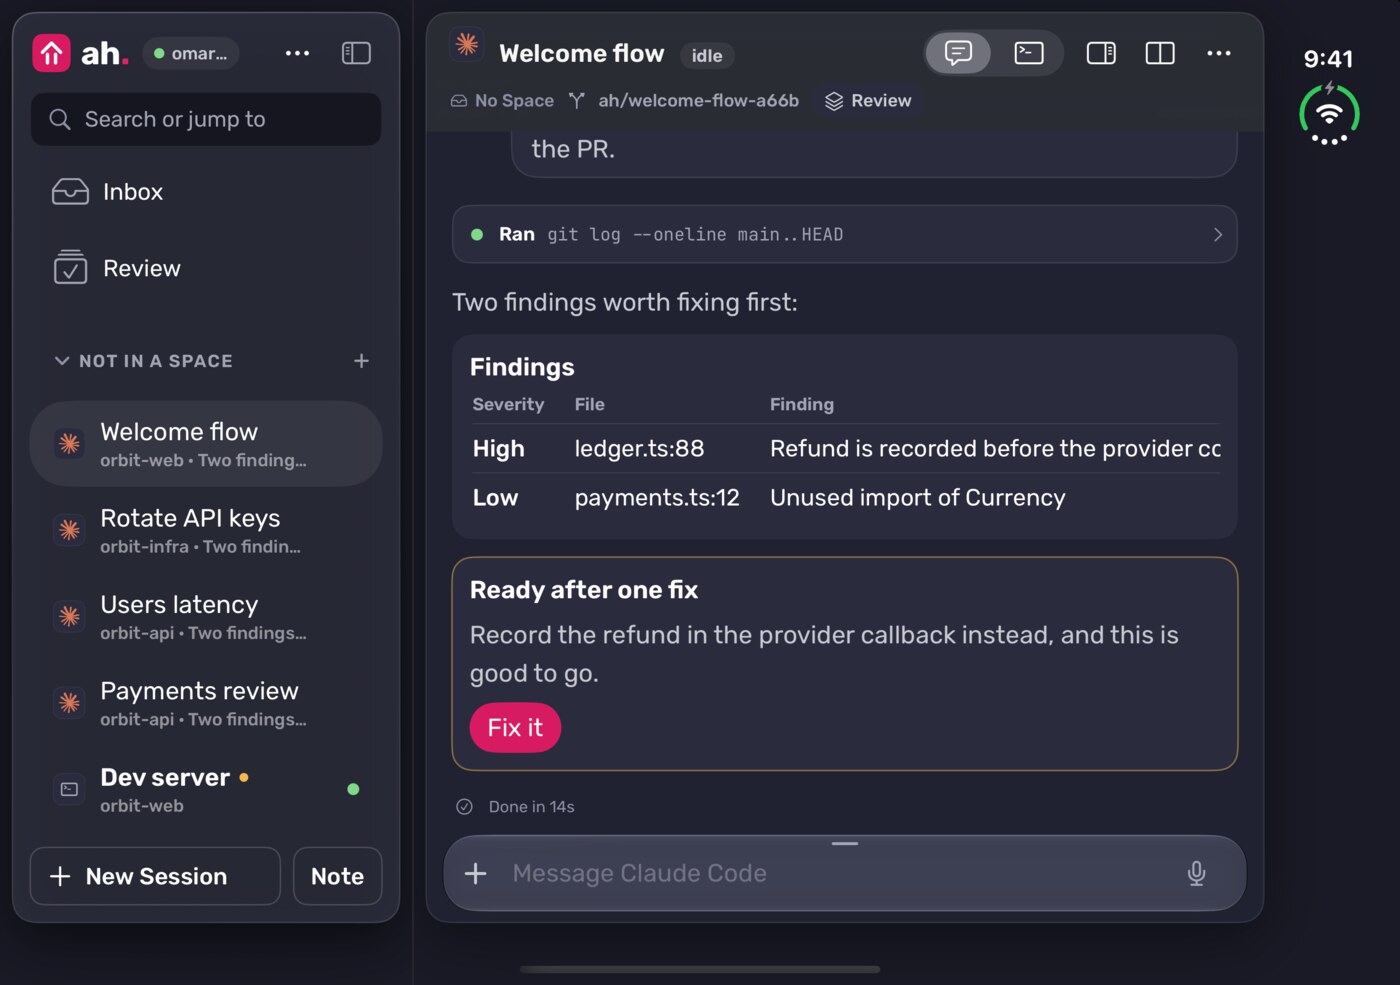 ah.
omar...
Search or jump to
Inbox
Review
NOT IN A SPACE
Welcome flow
orbit-web • Two finding...
Rotate API keys
orbit-infra • Two findin...
Users latency
orbit-api • Two findings...
Payments review
orbit-api • Two findings...
Dev server
orbit-web
New Session
Note
Welcome flow
idle
No Space
ah/welcome-flow-a66b
Review
the PR.
Ran git log --oneline main..HEAD
Two findings worth fixing first:
Findings
Severity File Finding
High ledger.ts:88 Refund is recorded before the provider cc
Low payments.ts:12 Unused import of Currency
Ready after one fix
Record the refund in the provider callback instead, and this is
good to go.
Fix it
Done in 14s
Message Claude Code
9:41